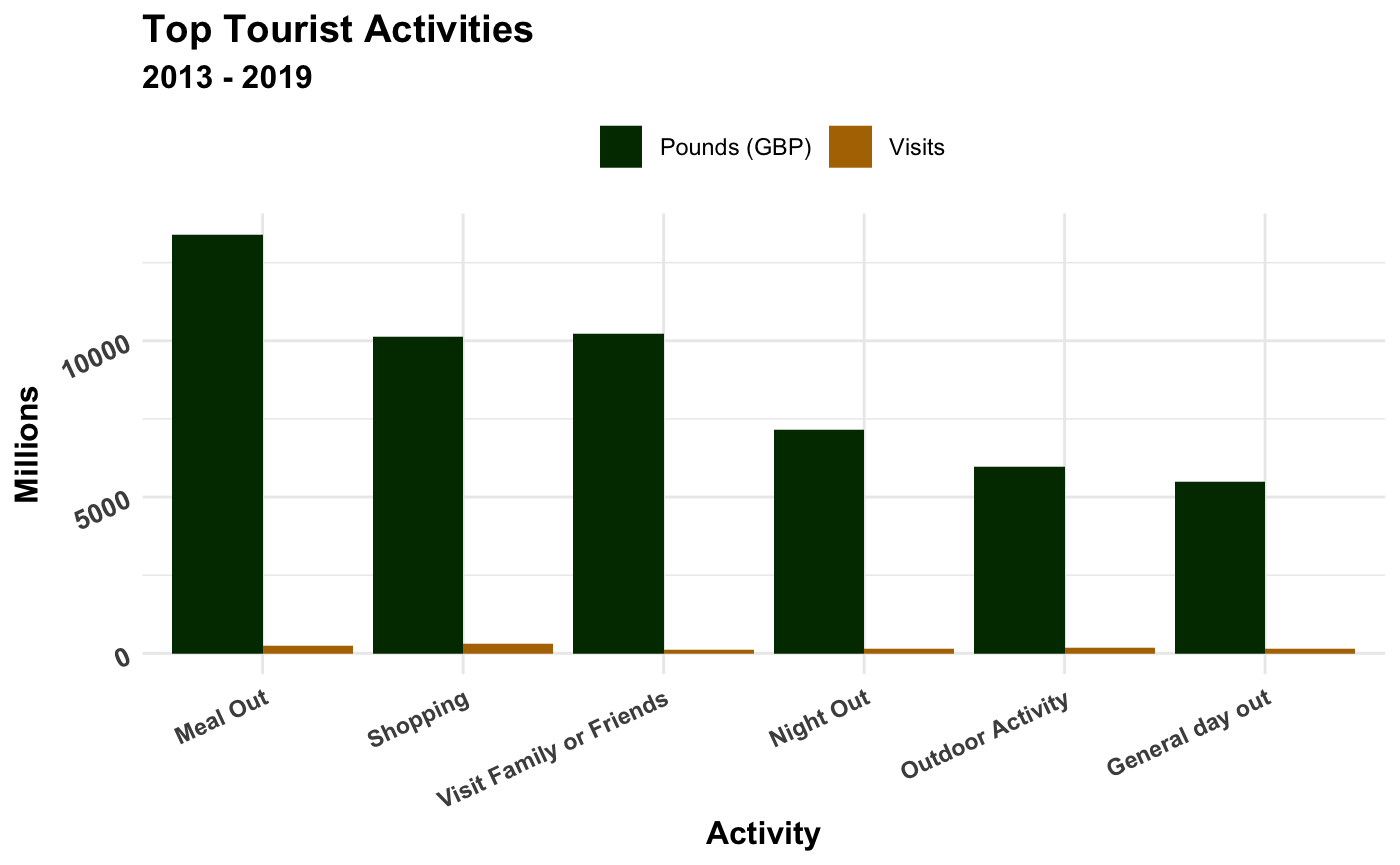 Top Tourist Activities
2013 - 2019
Pounds (GBP) Visits
Millions
10000
5000
0
Meal Out
Shopping
Visit Family or Friends
Night Out
Outdoor Activity
General day out
Activity